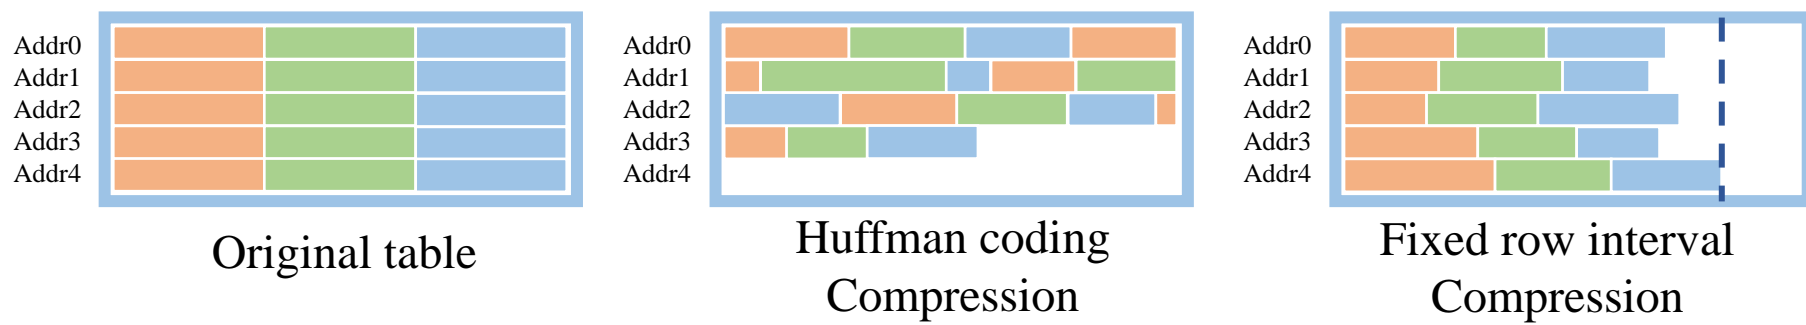 Addr0
Addr1
Addr2
Addr3
Addr4
Original table
Addr0
Addr1
Addr2
Addr3
Addr4
Huffman coding
Compression
Addr0
Addr1
Addr2
Addr3
Addr4
Fixed row interval
Compression